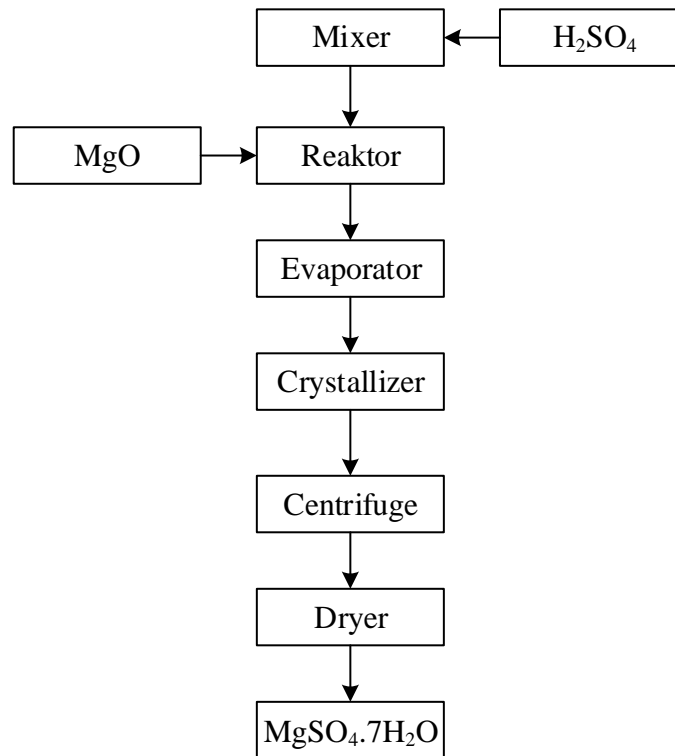 Mixer
H₂SO₄
MgO
Reaktor
Evaporator
Crystallizer
Centrifuge
Dryer
MgSO₄.7H₂O